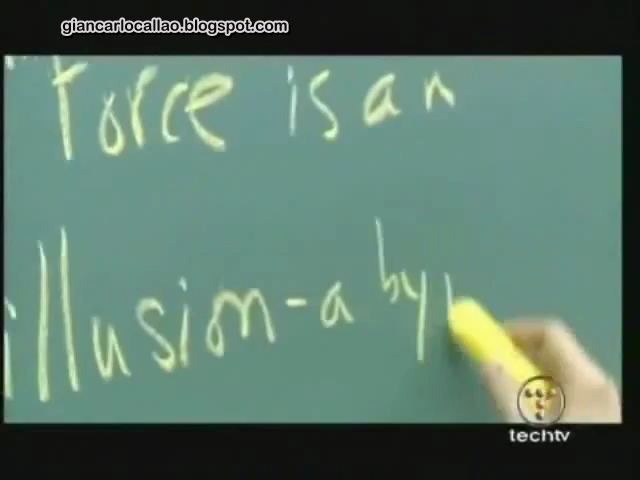 giancarlocallao.blogspot.com
Force is an
illusion - a by
techtv